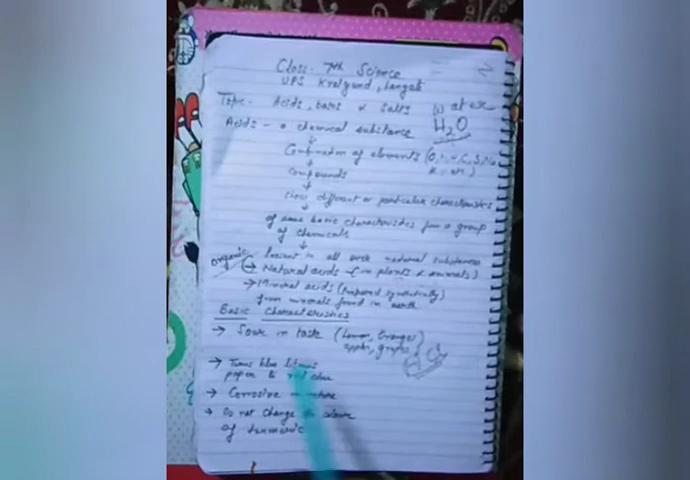 Class - 7th Science
UPS Kralgund, Langate
Topic - Acids, bases & salts
H₂O
Acids - a chemical substance
Combination of elements (O, H, C, S, N
compounds
show different or particular characteristics
of same basic characteristics form a group
of chemicals
organic
Present in all natural substances
→ Natural acids - (in plants & animals)
→ Mineral acids (Prepared synthetically)
from minerals found in earth
Basic characteristics
→ Sour in taste (Lemon, Oranges
apples, grapes)
→ Turns blue litmus
paper to red colour
→ Corrosive in nature
→ Do not change the colour
of turmeric